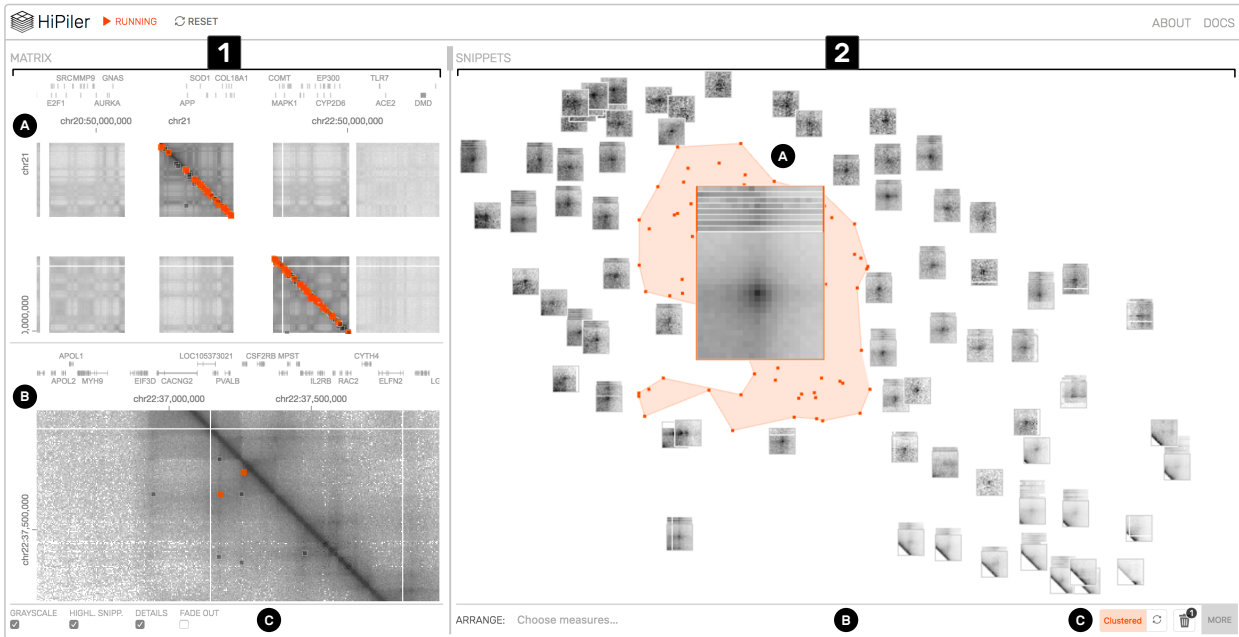 HiPiler RUNNING RESET ABOUT DOCS
1 2
MATRIX SNIPPETS
SRCMMP9 GNAS SOD1 COL18A1 COMT EP300 TLR7
E2F1 AURKA APP MAPK1 CYP2D6 ACE2 DMD
A chr20:50,000,000 chr21 chr22:50,000,000
chr21
),000,000
A
APOL1 LOC105373021 CSF2RB MPST CYTH4
APOL2 MYH9 EIF3D CACNG2 PVALB IL2RB RAC2 ELFN2 LG
B chr22:37,000,000 chr22:37,500,000
chr22:37,500,000
GRAYSCALE HIGHL. SNIPP. DETAILS FADE OUT C
ARRANGE: Choose measures... B C Clustered 1 MORE